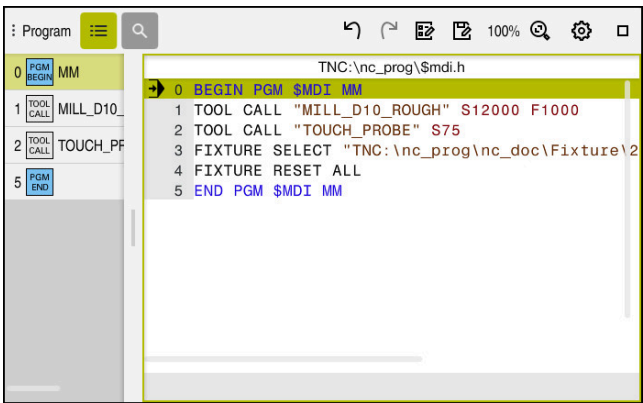 Program
100%
0 PGM BEGIN MM
1 TOOL CALL MILL_D10_
2 TOOL CALL TOUCH_PF
5 PGM END
TNC:\nc_prog\$mdi.h
0 BEGIN PGM $MDI MM
1 TOOL CALL "MILL_D10_ROUGH" S12000 F1000
2 TOOL CALL "TOUCH_PROBE" S75
3 FIXTURE SELECT "TNC:\nc_prog\nc_doc\Fixture\2
4 FIXTURE RESET ALL
5 END PGM $MDI MM